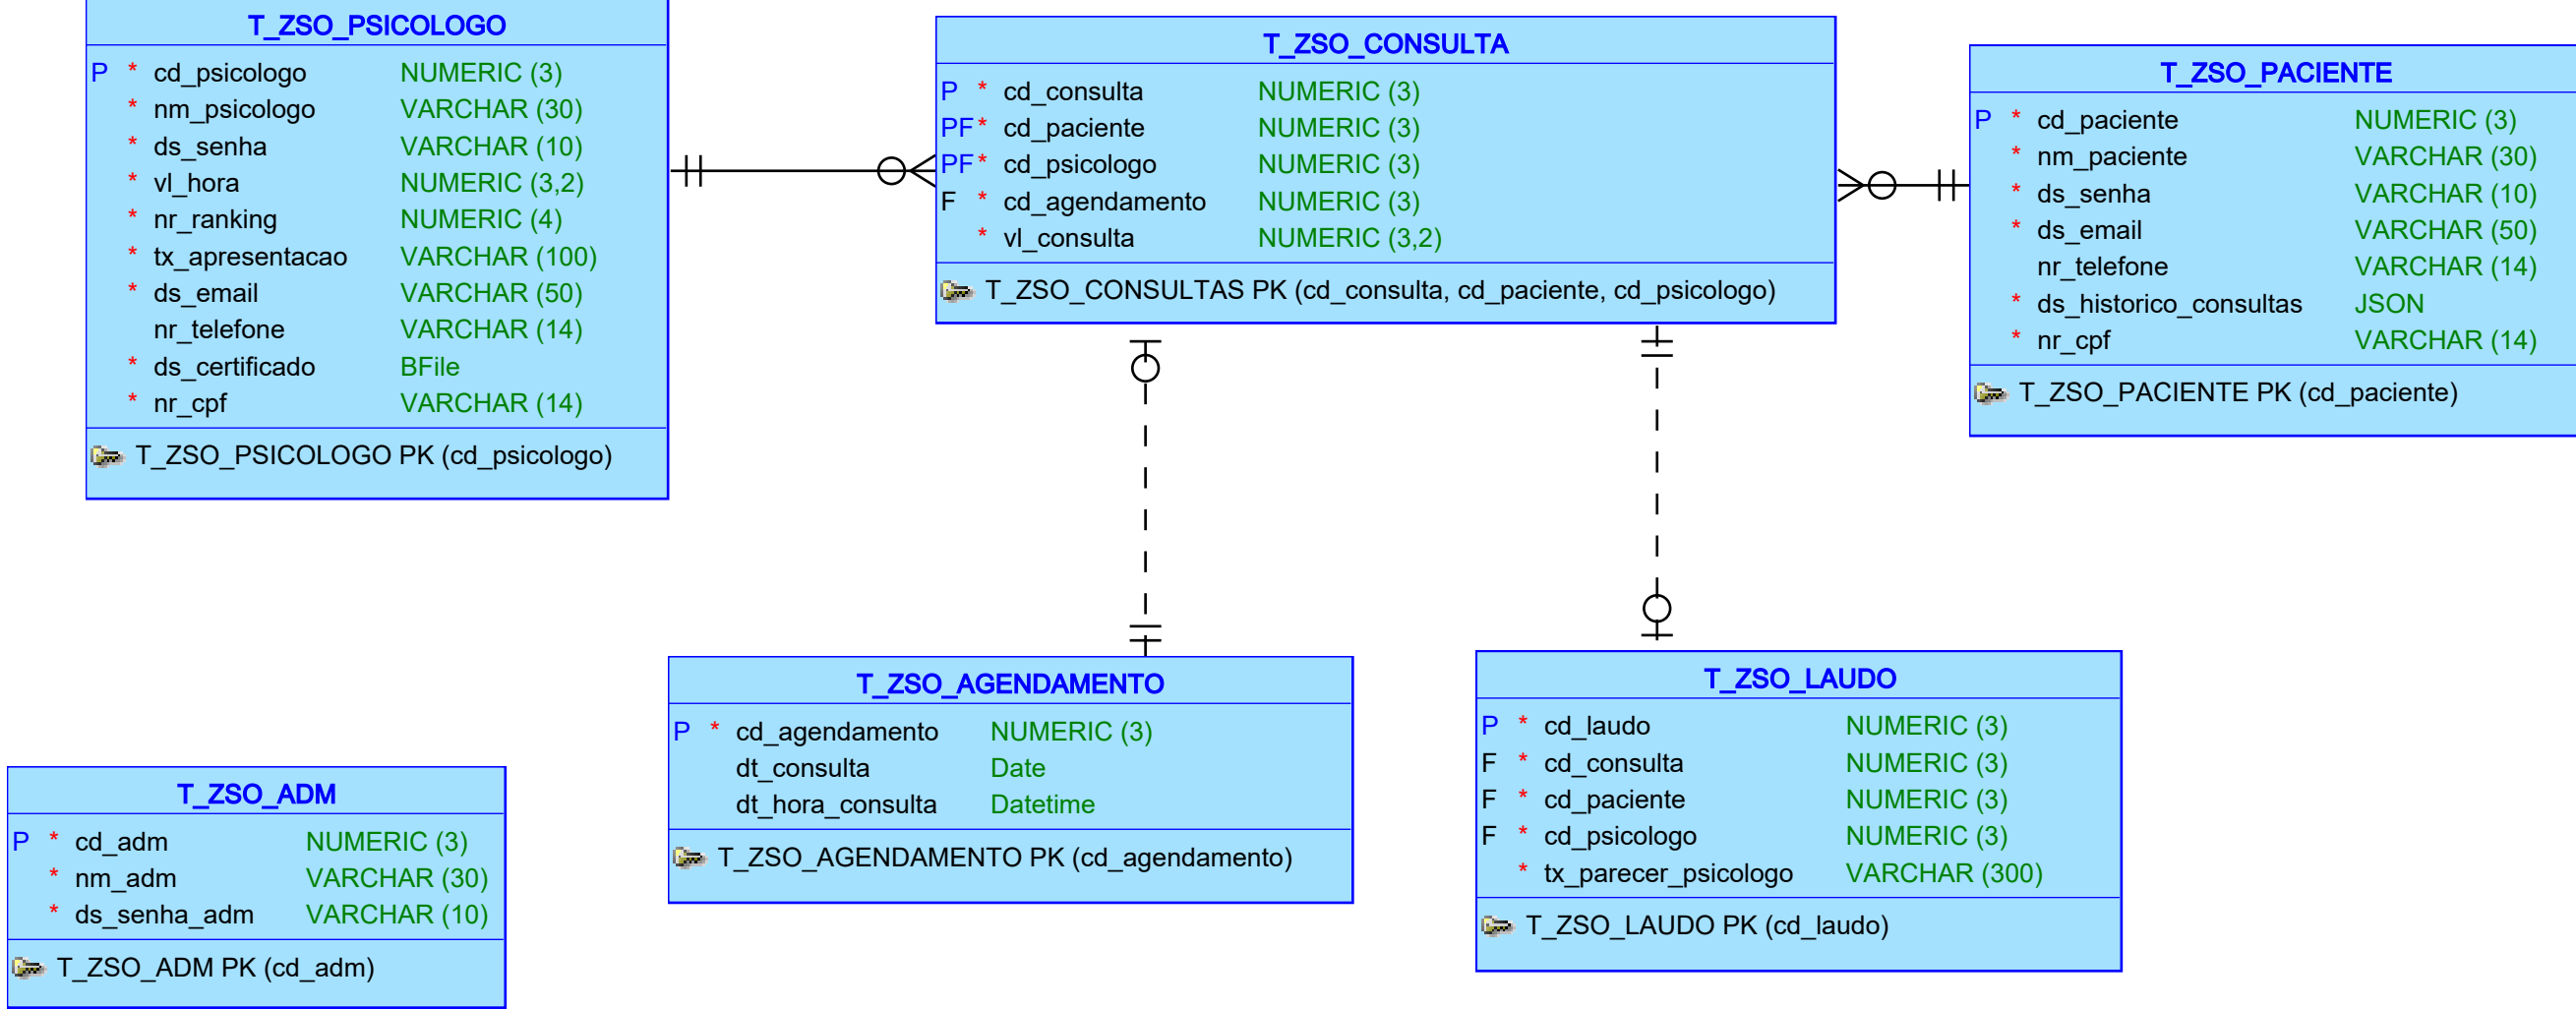 T_ZSO_PSICOLOGO
P * cd_psicologo NUMERIC (3)
* nm_psicologo VARCHAR (30)
* ds_senha VARCHAR (10)
* vl_hora NUMERIC (3,2)
* nr_ranking NUMERIC (4)
* tx_apresentacao VARCHAR (100)
* ds_email VARCHAR (50)
nr_telefone VARCHAR (14)
* ds_certificado BFile
* nr_cpf VARCHAR (14)
T_ZSO_PSICOLOGO PK (cd_psicologo)
T_ZSO_CONSULTA
P * cd_consulta NUMERIC (3)
PF * cd_paciente NUMERIC (3)
PF * cd_psicologo NUMERIC (3)
F * cd_agendamento NUMERIC (3)
* vl_consulta NUMERIC (3,2)
T_ZSO_CONSULTAS PK (cd_consulta, cd_paciente, cd_psicologo)
T_ZSO_PACIENTE
P * cd_paciente NUMERIC (3)
* nm_paciente VARCHAR (30)
* ds_senha VARCHAR (10)
* ds_email VARCHAR (50)
nr_telefone VARCHAR (14)
* ds_historico_consultas JSON
* nr_cpf VARCHAR (14)
T_ZSO_PACIENTE PK (cd_paciente)
T_ZSO_ADM
P * cd_adm NUMERIC (3)
* nm_adm VARCHAR (30)
* ds_senha_adm VARCHAR (10)
T_ZSO_ADM PK (cd_adm)
T_ZSO_AGENDAMENTO
P * cd_agendamento NUMERIC (3)
dt_consulta Date
dt_hora_consulta Datetime
T_ZSO_AGENDAMENTO PK (cd_agendamento)
T_ZSO_LAUDO
P * cd_laudo NUMERIC (3)
F * cd_consulta NUMERIC (3)
F * cd_paciente NUMERIC (3)
F * cd_psicologo NUMERIC (3)
* tx_parecer_psicologo VARCHAR (300)
T_ZSO_LAUDO PK (cd_laudo)